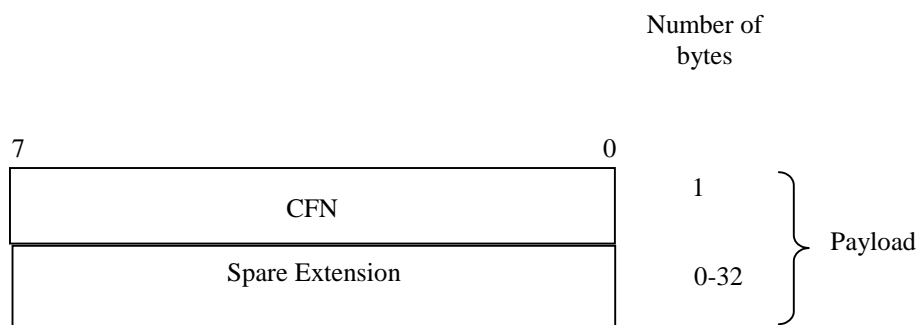 Number of
bytes
7
0
CFN
1
Payload
Spare Extension
0-32